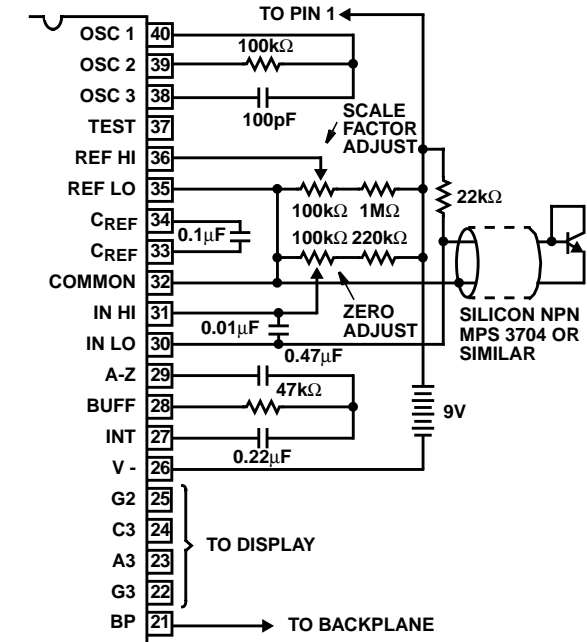 TO PIN 1
OSC 1 40
100kΩ
OSC 2 39
OSC 3 38
100pF
TEST 37
SCALE
FACTOR
ADJUST
REF HI 36
REF LO 35
100kΩ 1MΩ
22kΩ
CREF 34
0.1μF
CREF 33
100kΩ 220kΩ
COMMON 32
ZERO
ADJUST
SILICON NPN
MPS 3704 OR
SIMILAR
IN HI 31
0.01μF
IN LO 30
0.47μF
A-Z 29
47kΩ
BUFF 28
9V
INT 27
0.22μF
V - 26
G2 25
C3 24
TO DISPLAY
A3 23
G3 22
BP 21
TO BACKPLANE